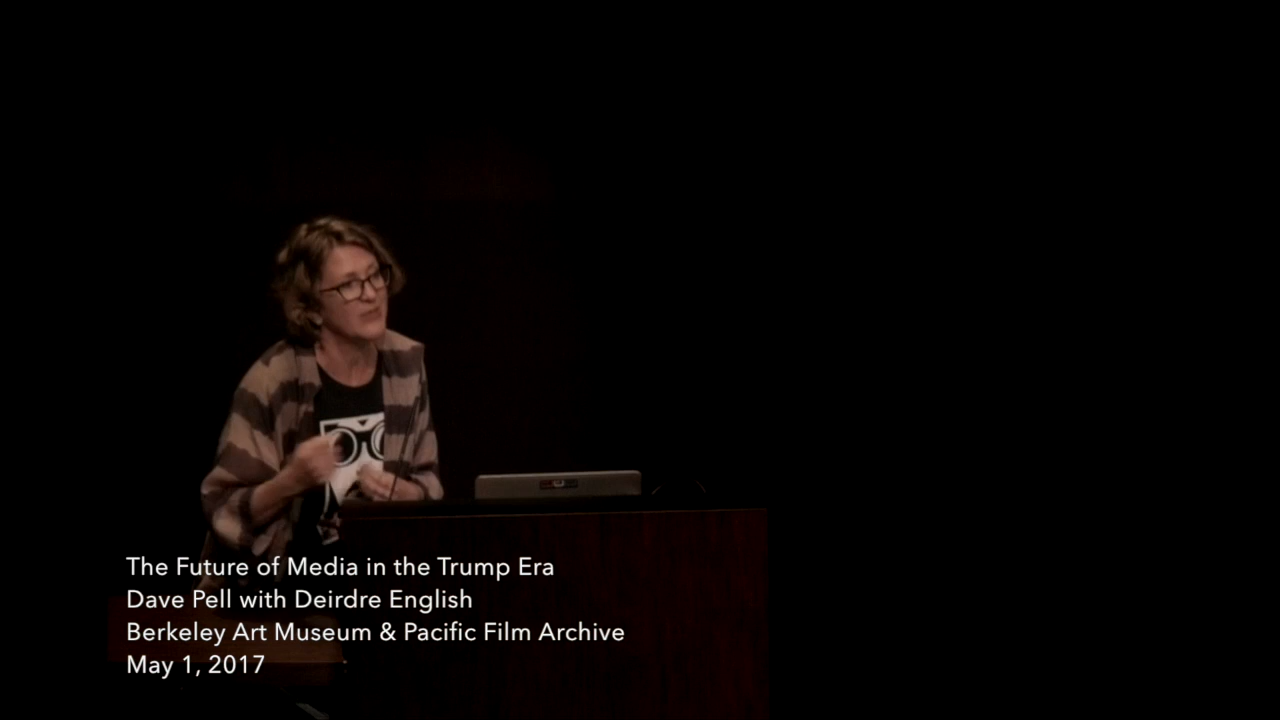 The Future of Media in the Trump Era
Dave Pell with Deirdre English
Berkeley Art Museum & Pacific Film Archive
May 1, 2017